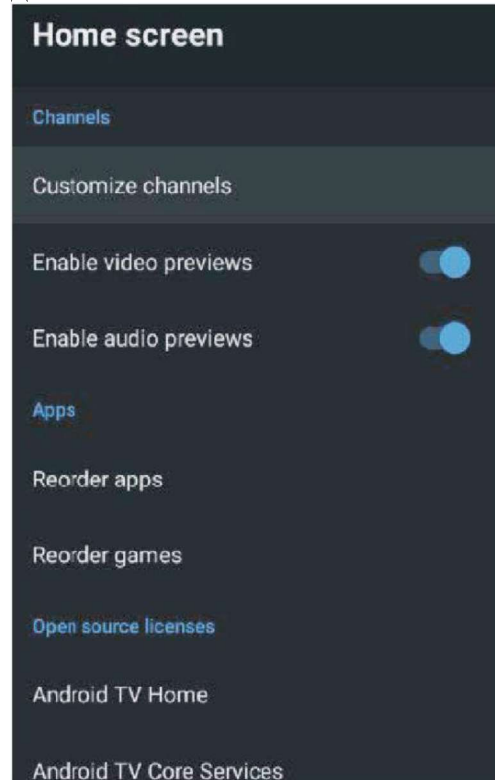 Home screen
Channels
Customize channels
Enable video previews
Enable audio previews
Apps
Reorder apps
Reorder games
Open source licenses
Android TV Home
Android TV Core Services